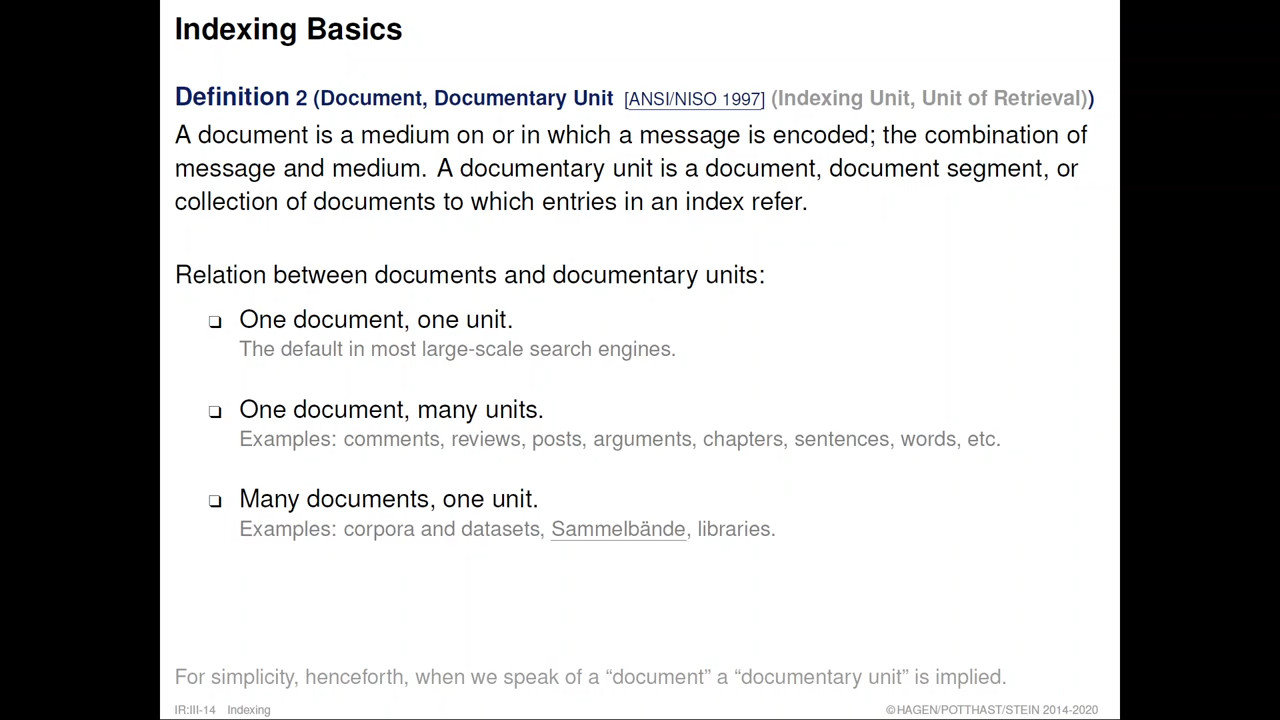 Indexing Basics
Definition 2 (Document, Documentary Unit [ANSI/NISO 1997] (Indexing Unit, Unit of Retrieval))
A document is a medium on or in which a message is encoded; the combination of
message and medium. A documentary unit is a document, document segment, or
collection of documents to which entries in an index refer.
Relation between documents and documentary units:
❏ One document, one unit.
The default in most large-scale search engines.
❏ One document, many units.
Examples: comments, reviews, posts, arguments, chapters, sentences, words, etc.
❏ Many documents, one unit.
Examples: corpora and datasets, Sammelbände, libraries.
For simplicity, henceforth, when we speak of a “document” a “documentary unit” is implied.
IR:III-14 Indexing ©HAGEN/POTTHAST/STEIN 2014-2020